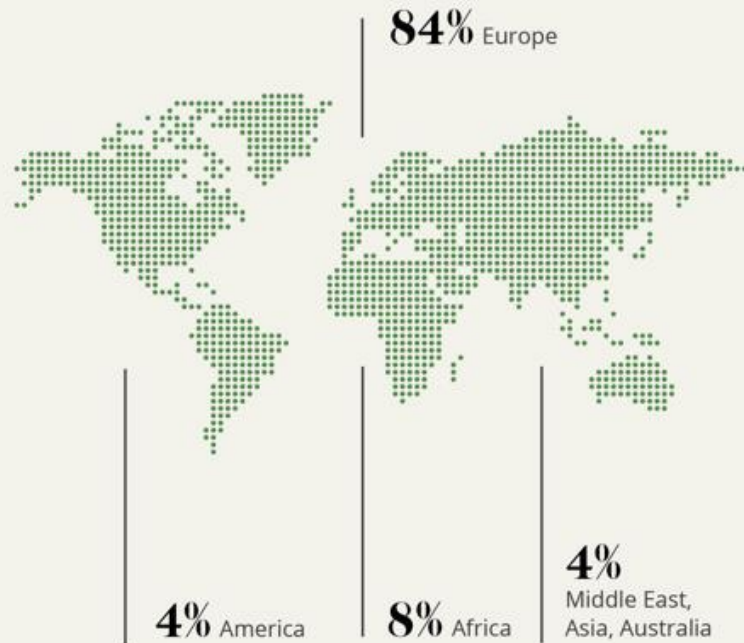 84% Europe
4% America
8% Africa
4%
Middle East,
Asia, Australia